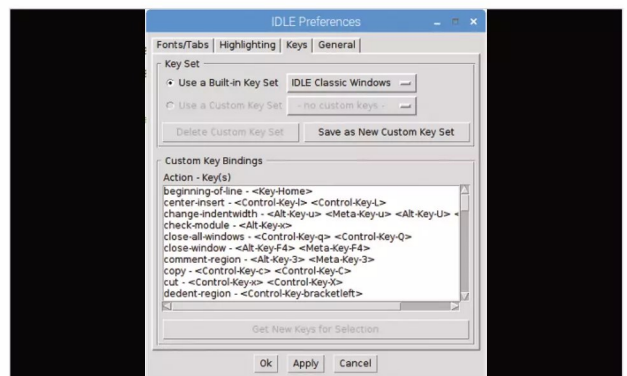 IDLE Preferences
Fonts/Tabs Highlighting Keys General
Key Set
Use a Built-in Key Set IDLE Classic Windows
Use a Custom Key Set - no custom keys -
Delete Custom Key Set Save as New Custom Key Set
Custom Key Bindings
Action - Key(s)
beginning-of-line - <Key-Home>
center-insert - <Control-Key-l> <Control-Key-L>
change-indentwidth - <Alt-Key-u> <Meta-Key-u> <Alt-Key-U> <
check-module - <Alt-Key-x>
close-all-windows - <Control-Key-q> <Control-Key-Q>
close-window - <Alt-Key-F4> <Meta-Key-F4>
comment-region - <Alt-Key-3> <Meta-Key-3>
copy - <Control-Key-c> <Control-Key-C>
cut - <Control-Key-x> <Control-Key-X>
dedent-region - <Control-Key-bracketleft>
Get New Keys for Selection
Ok Apply Cancel